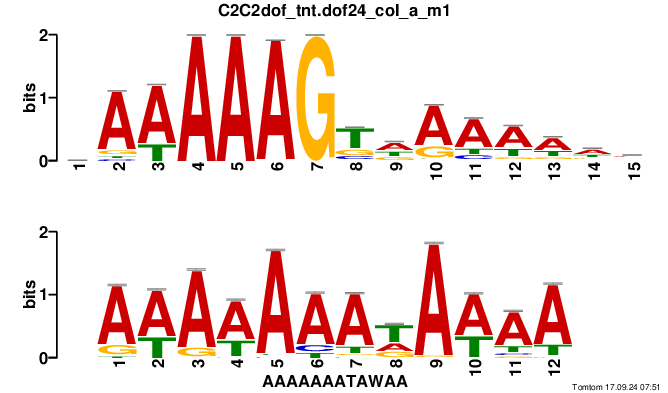 C2C2dof_tnt.dof24_col_a_m1
2
1
0
bits
1 2 3 4 5 6 7 8 9 10 11 12 13 14 15
2
1
0
bits
1 2 3 4 5 6 7 8 9 10 11 12
AAAAAAATAWAA
Tomtom 17.09.24 07:51